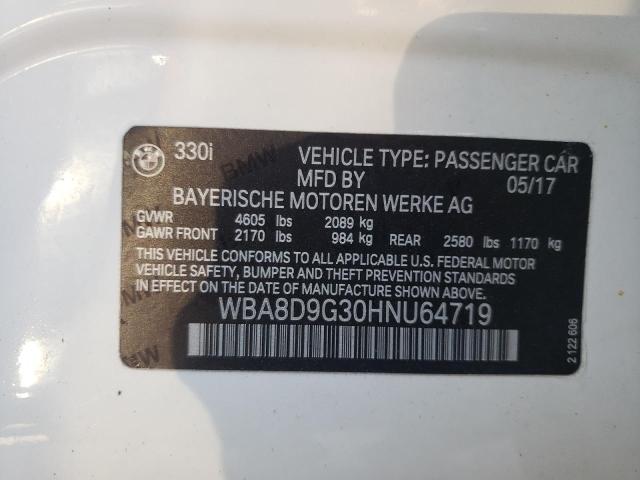 330i VEHICLE TYPE: PASSENGER CAR
MFD BY 05/17
BAYERISCHE MOTOREN WERKE AG
GVWR 4605 lbs 2089 kg
GAWR FRONT 2170 lbs 984 kg REAR 2580 lbs 1170 kg
THIS VEHICLE CONFORMS TO ALL APPLICABLE U.S. FEDERAL MOTOR
VEHICLE SAFETY, BUMPER AND THEFT PREVENTION STANDARDS
IN EFFECT ON THE DATE OF MANUFACTURE SHOWN ABOVE.
WBA8D9G30HNU64719
2 122 606
BMW
BMW